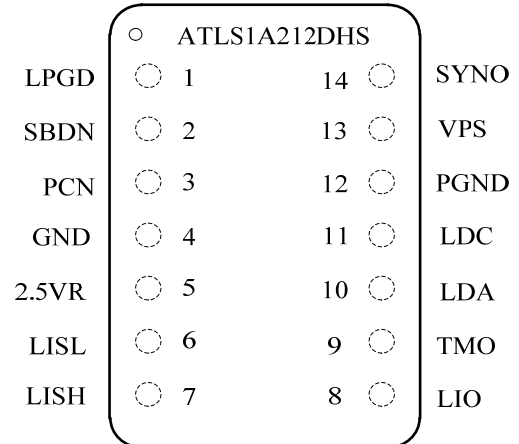 ATLS1A212DHS
LPGD 1 14 SYNO
SBDN 2 13 VPS
PCN 3 12 PGND
GND 4 11 LDC
2.5VR 5 10 LDA
LISL 6 9 TMO
LISH 7 8 LIO